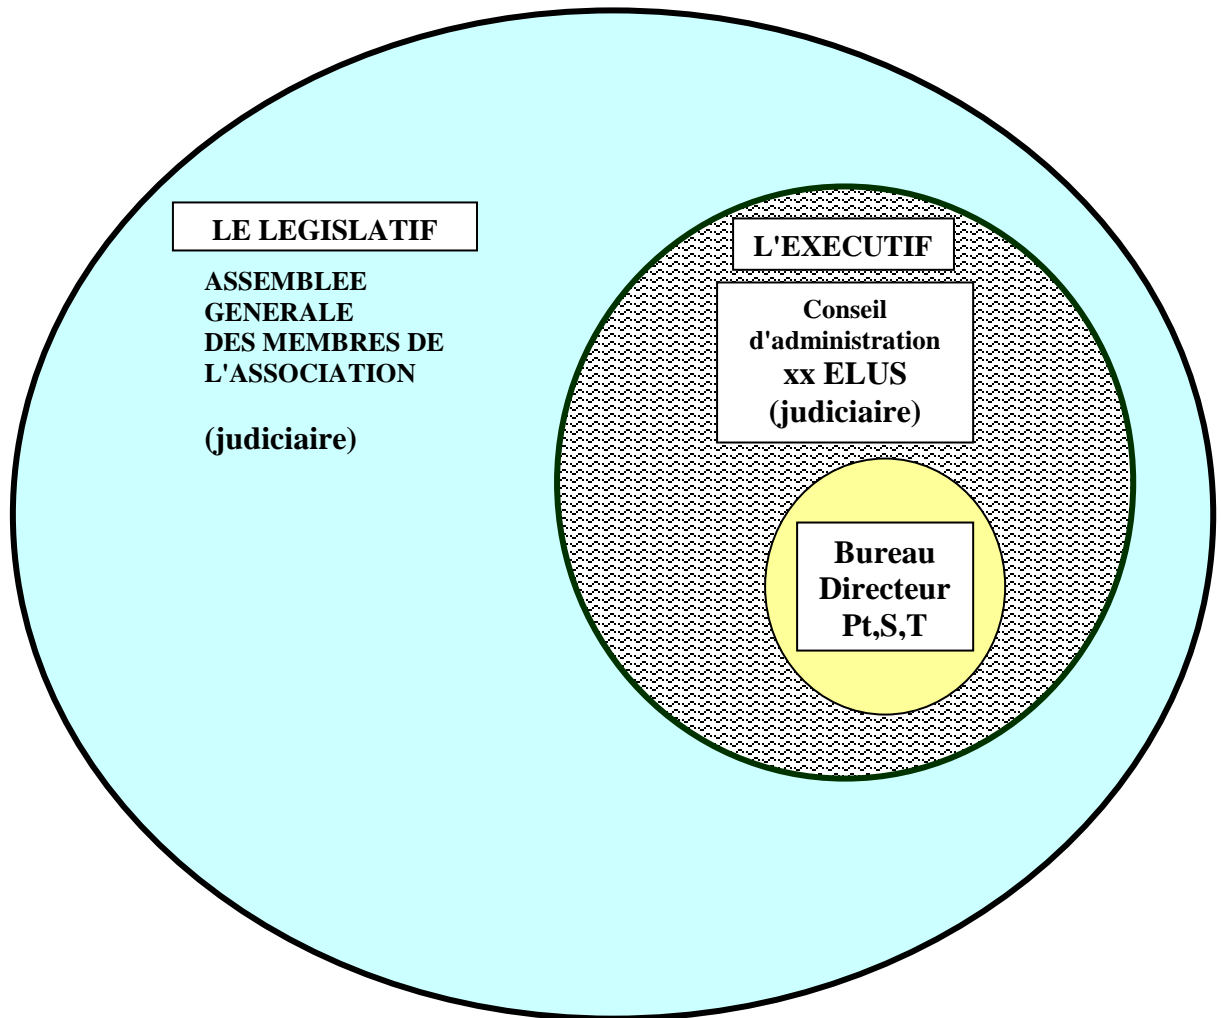 LE LEGISLATIF
ASSEMBLEE
GENERALE
DES MEMBRES DE
L'ASSOCIATION
(judiciaire)
L'EXECUTIF
Conseil
d'administration
xx ELUS
(judiciaire)
Bureau
Directeur
Pt,S,T